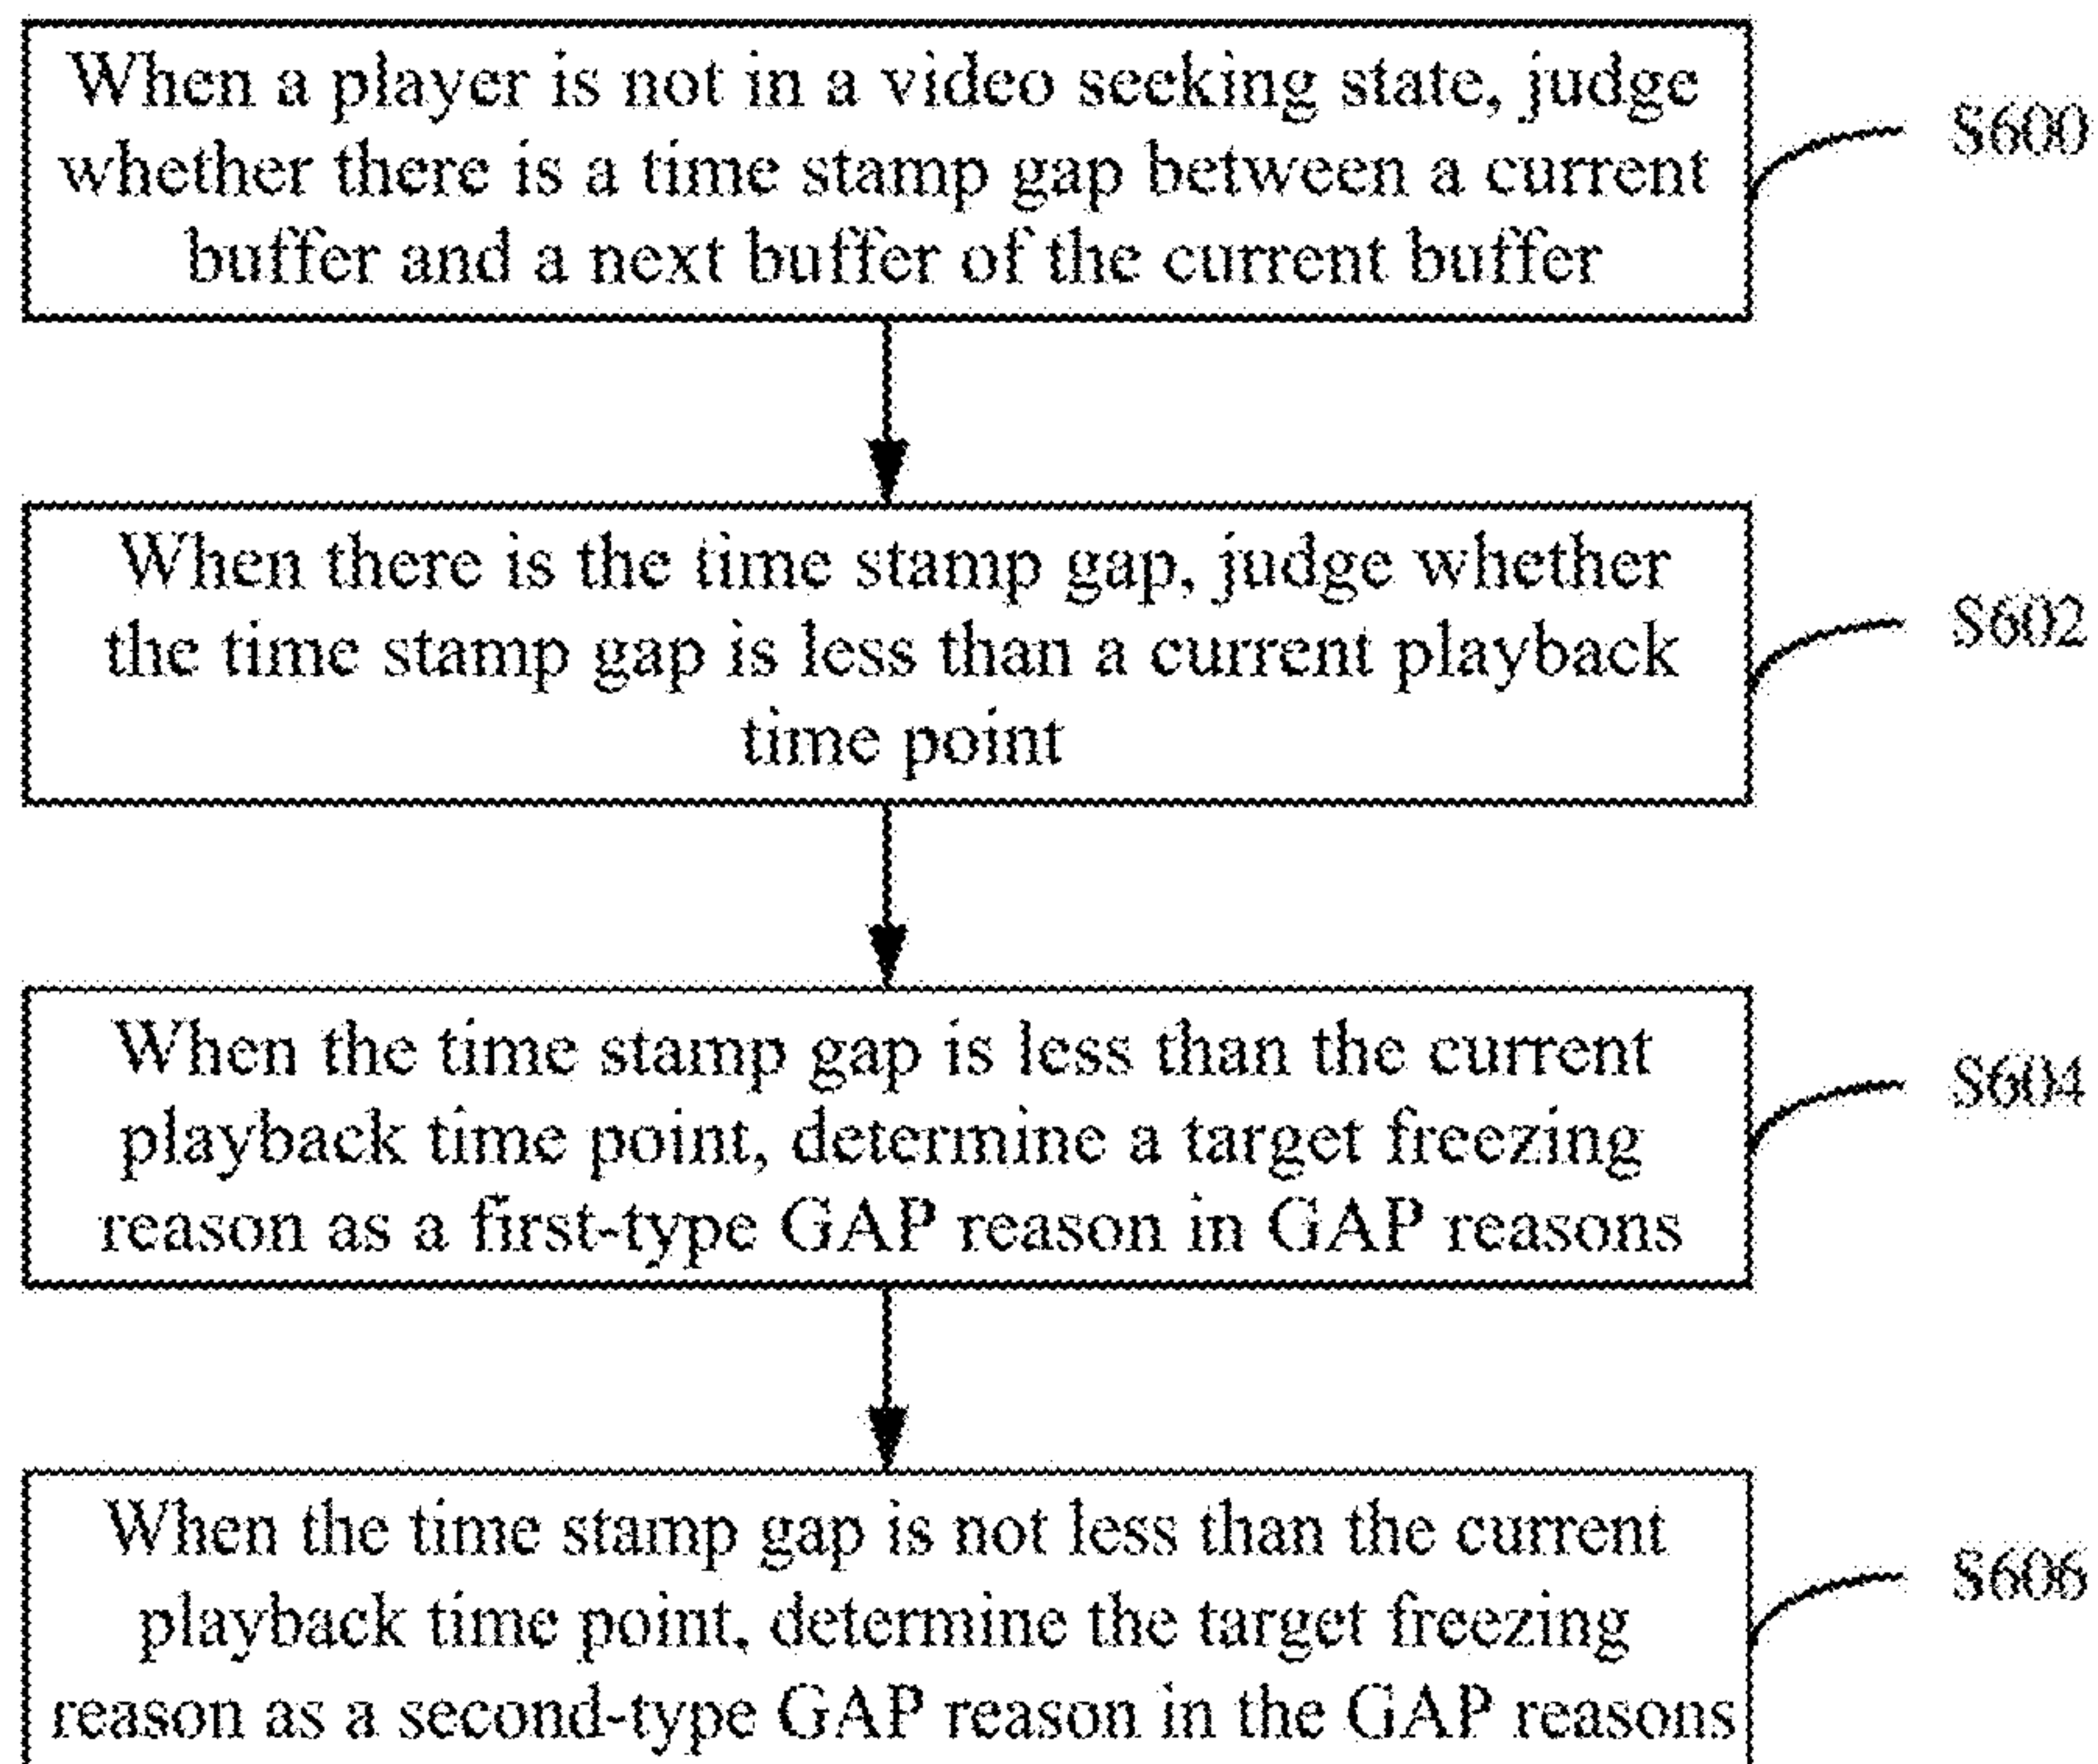 When a player is not in a video seeking state, judge
whether there is a time stamp gap between a current
buffer and a next buffer of the current buffer
S600
When there is the time stamp gap, judge whether
the time stamp gap is less than a current playback
time point
S602
When the time stamp gap is less than the current
playback time point, determine a target freezing
reason as a first-type GAP reason in GAP reasons
S604
When the time stamp gap is not less than the current
playback time point, determine the target freezing
reason as a second-type GAP reason in the GAP reasons
S606